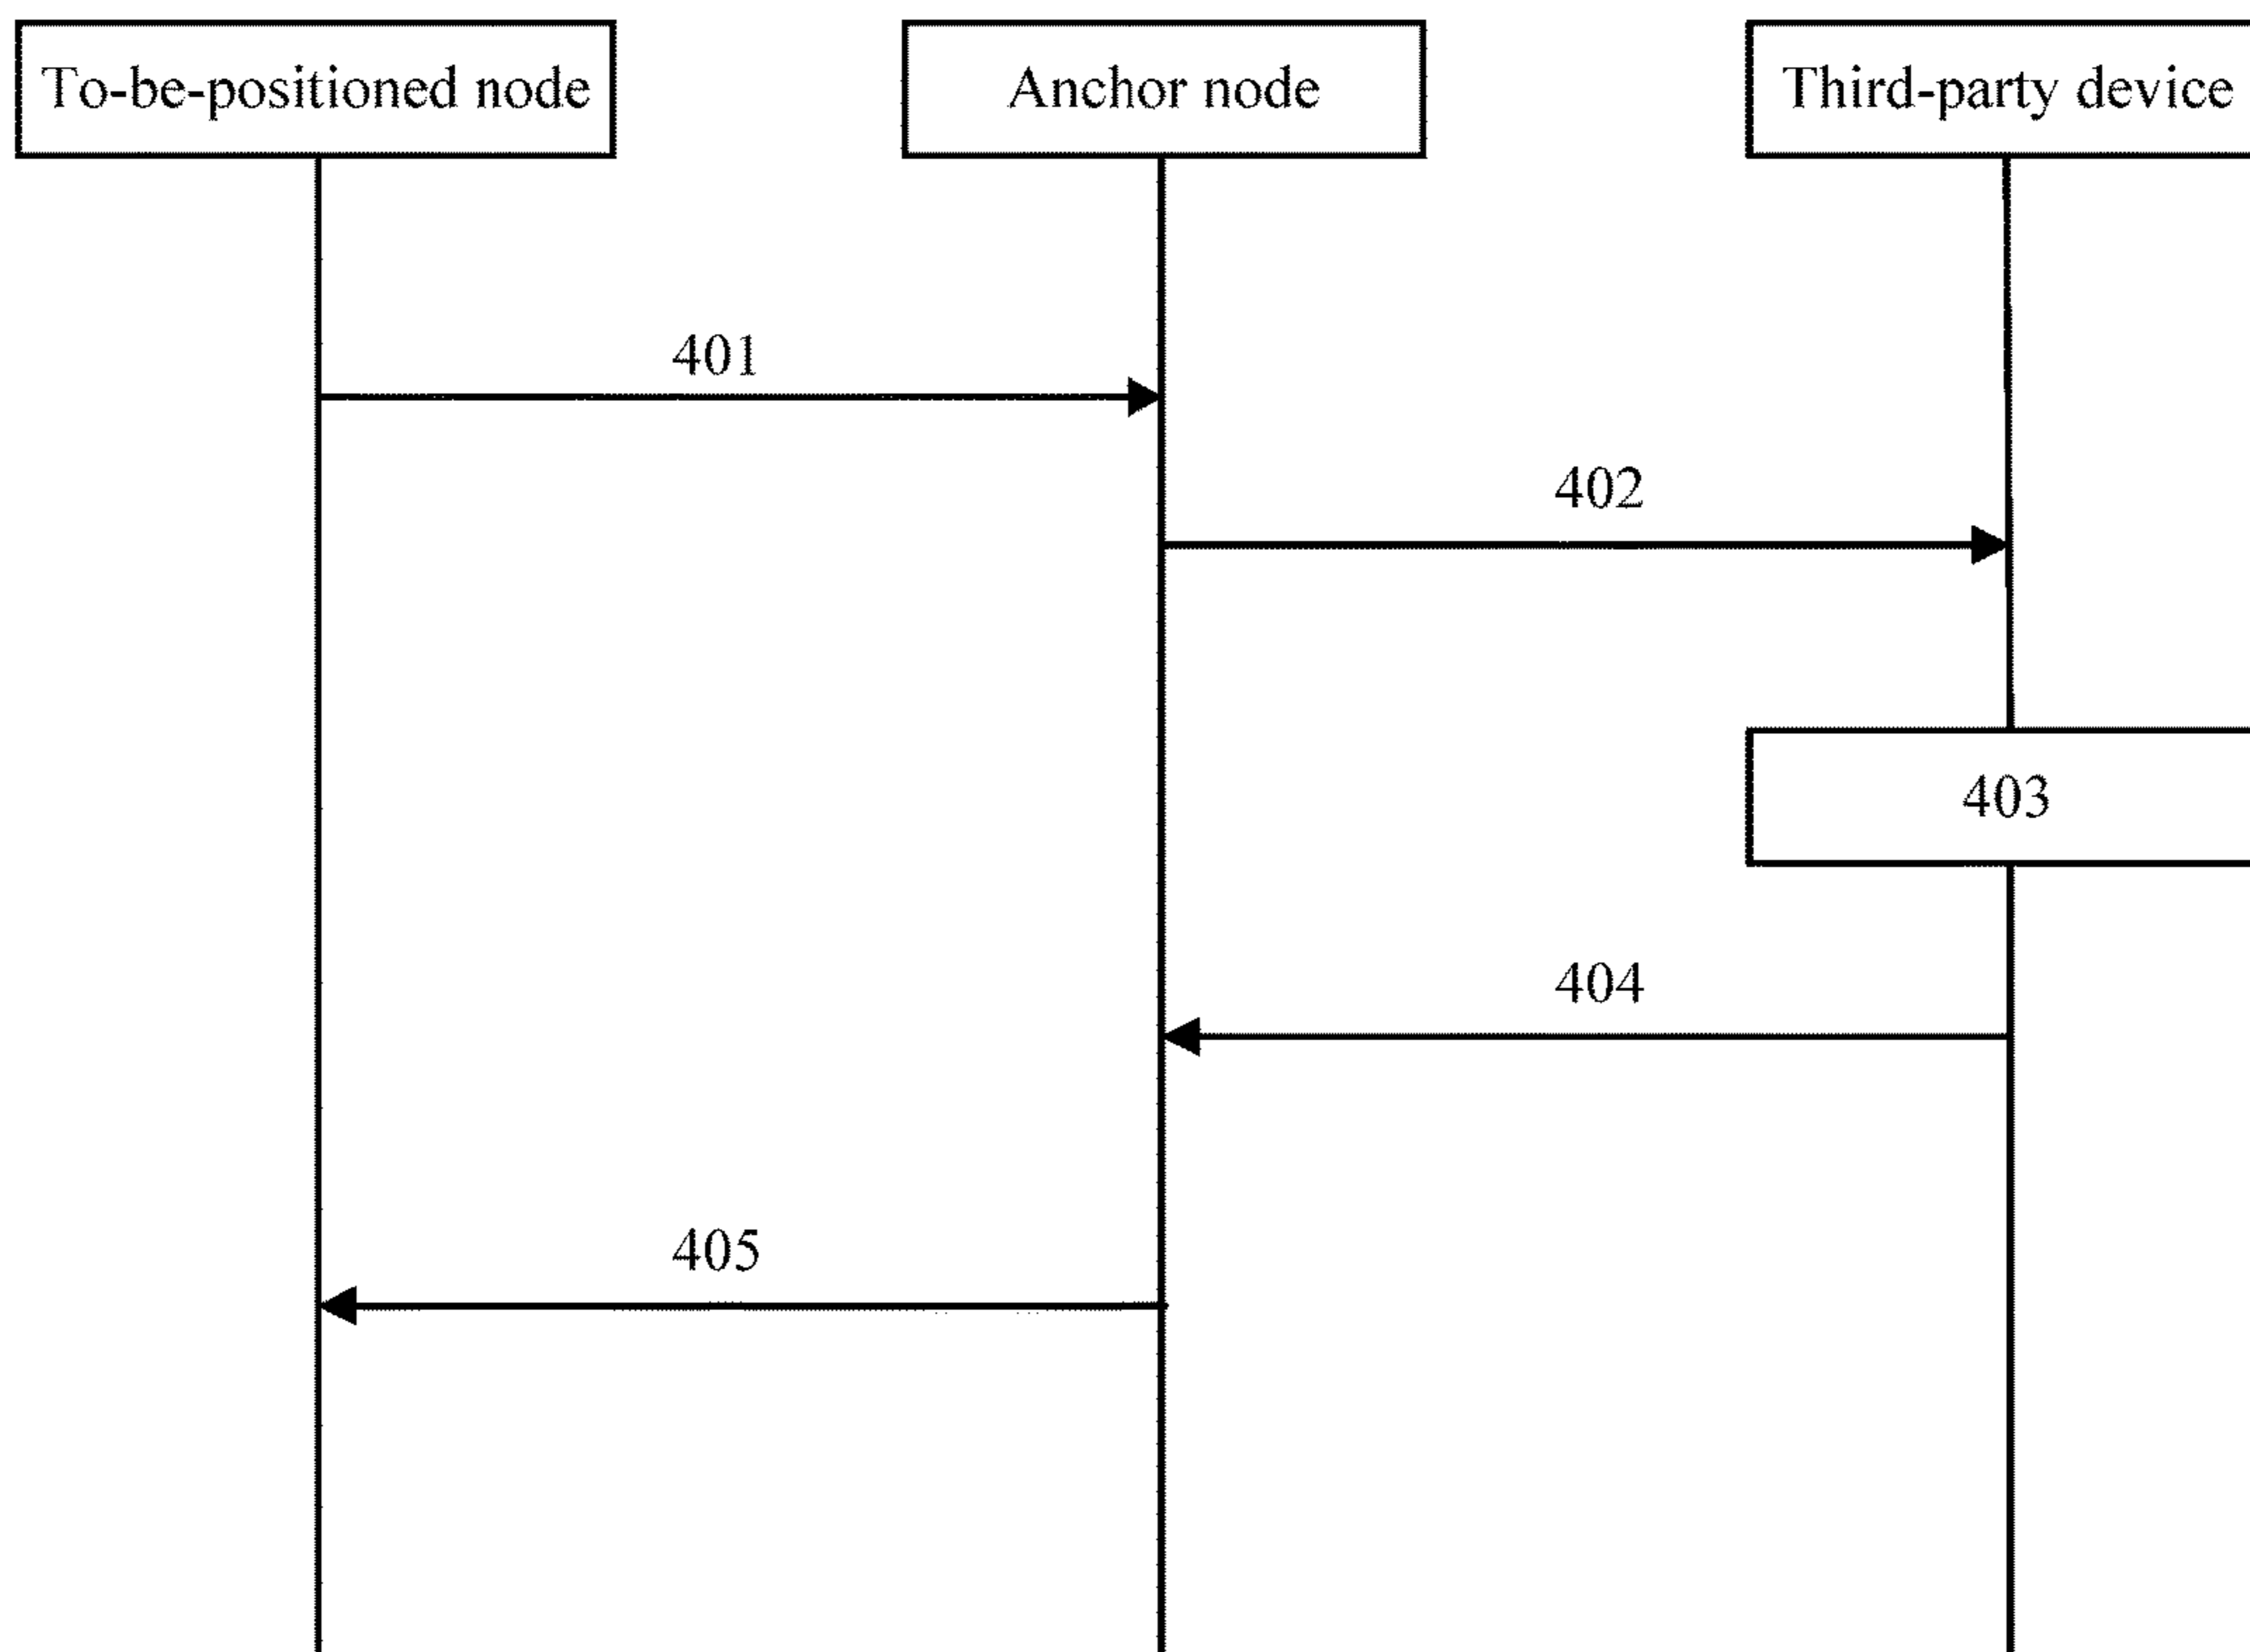 To-be-positioned node
Anchor node
Third-party device
401
402
403
404
405